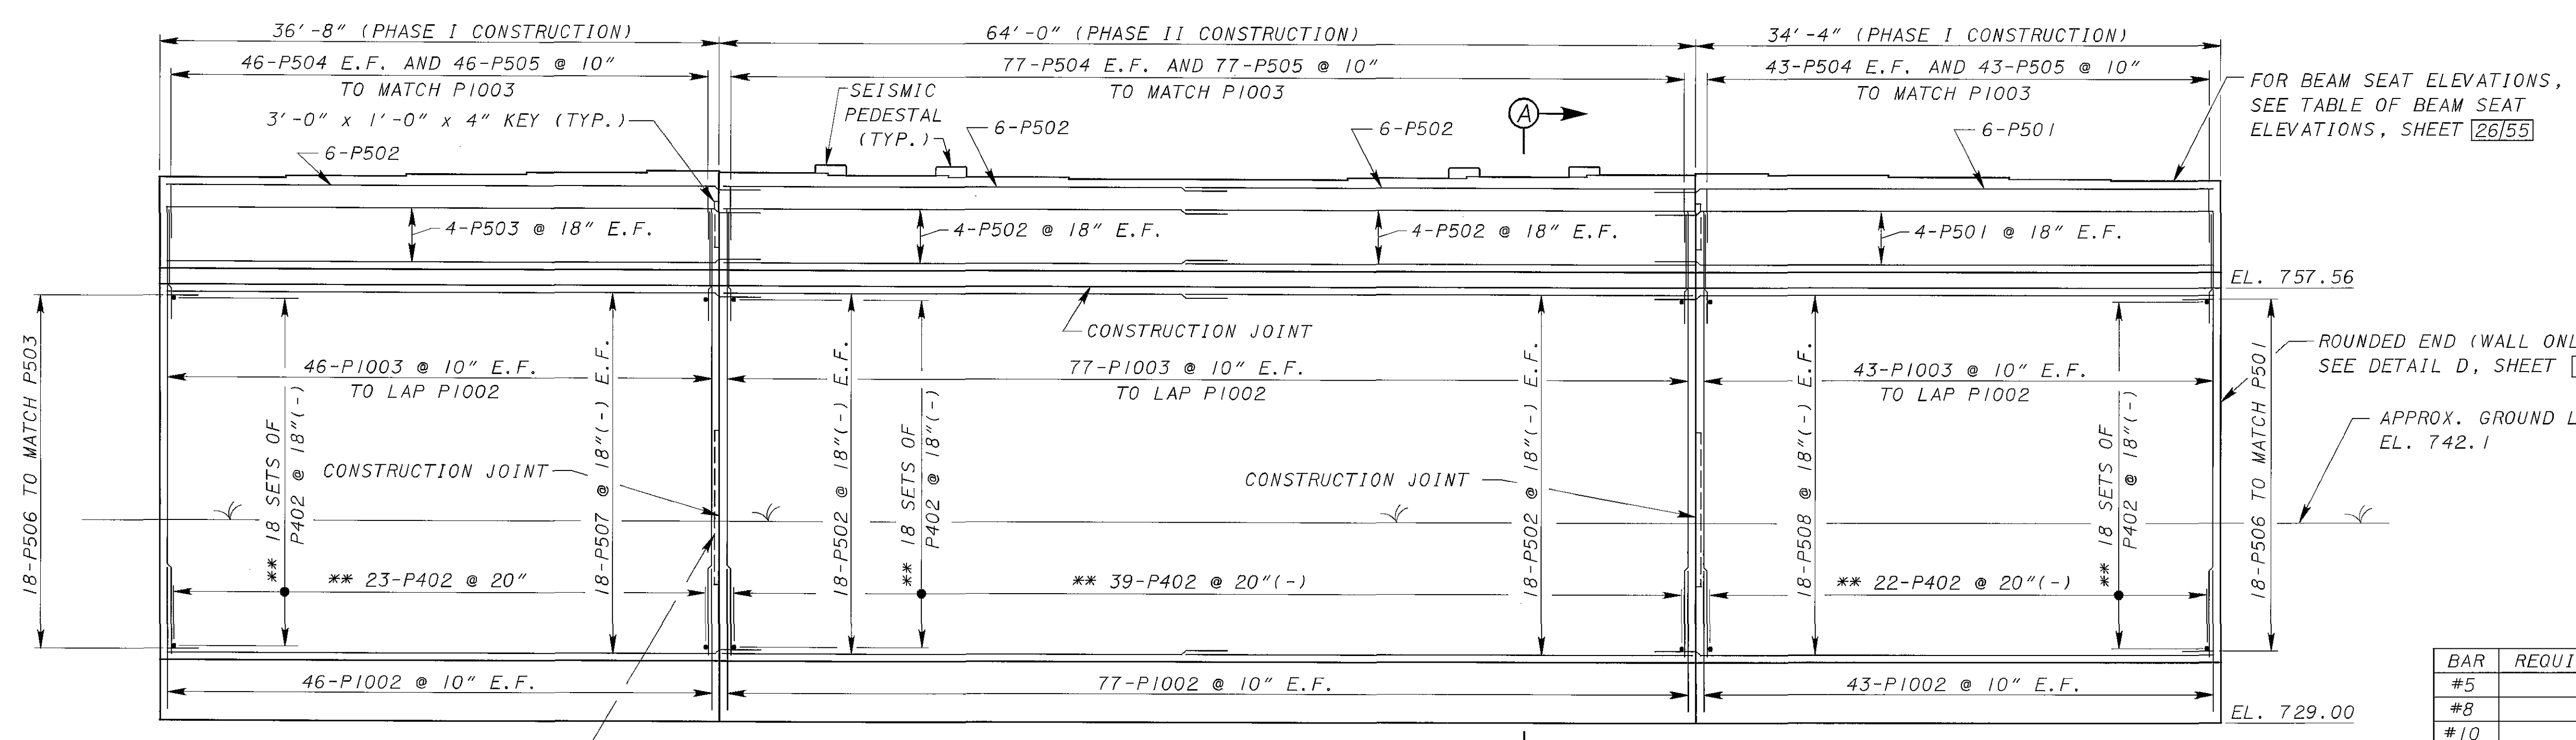 36'-8" (PHASE I CONSTRUCTION)
64'-0" (PHASE II CONSTRUCTION)
34'-4" (PHASE I CONSTRUCTION)
46-P504 E.F. AND 46-P505 @ 10"
TO MATCH P1003
77-P504 E.F. AND 77-P505 @ 10"
TO MATCH P1003
43-P504 E.F. AND 43-P505 @ 10"
TO MATCH P1003
FOR BEAM SEAT ELEVATIONS,
SEE TABLE OF BEAM SEAT
ELEVATIONS, SHEET 26/55
SEISMIC
PEDESTAL
(TYP.)
3'-0" x 1'-0" x 4" KEY (TYP.)
A
6-P502
6-P502
6-P502
6-P501
4-P503 @ 18" E.F.
4-P502 @ 18" E.F.
4-P502 @ 18" E.F.
4-P501 @ 18" E.F.
EL. 757.56
CONSTRUCTION JOINT
ROUNDED END (WALL ONL
SEE DETAIL D, SHEET
46-P1003 @ 10" E.F.
TO LAP P1002
77-P1003 @ 10" E.F.
TO LAP P1002
43-P1003 @ 10" E.F.
TO LAP P1002
APPROX. GROUND L
EL. 742.1
18-P506 TO MATCH P503
** 18 SETS OF
P402 @ 18"(-)
18-P507 @ 18"(-) E.F.
18-P502 @ 18"(-) E.F.
** 18 SETS OF
P402 @ 18"(-)
18-P502 @ 18"(-) E.F.
18-P508 @ 18"(-) E.F.
** 18 SETS OF
P402 @ 18"(-)
18-P506 TO MATCH P501
CONSTRUCTION JOINT
CONSTRUCTION JOINT
** 23-P402 @ 20"
** 39-P402 @ 20"(-)
** 22-P402 @ 20"(-)
46-P1002 @ 10" E.F.
77-P1002 @ 10" E.F.
43-P1002 @ 10" E.F.
EL. 729.00
BAR REQUI
#5
#8
#10